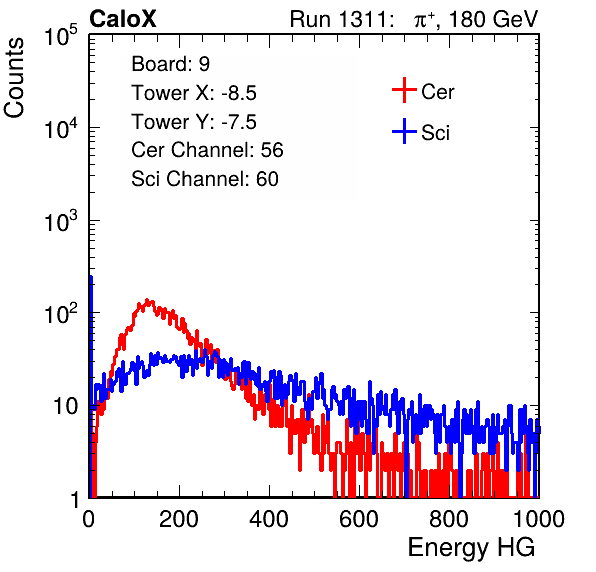 CaloX Run 1311: π⁺, 180 GeV
Counts
10⁵
10⁴
10³
10²
10
1
Board: 9
Tower X: -8.5
Tower Y: -7.5
Cer Channel: 56
Sci Channel: 60
Cer
Sci
0 200 400 600 800 1000
Energy HG